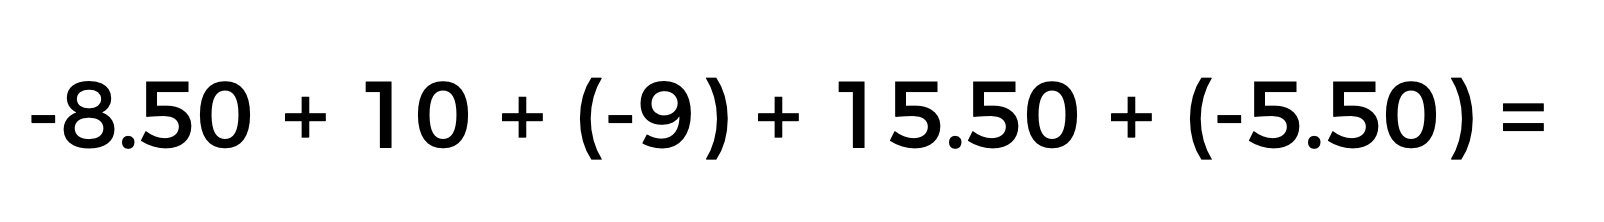 -8.50 + 10 + (-9) + 15.50 + (-5.50) =